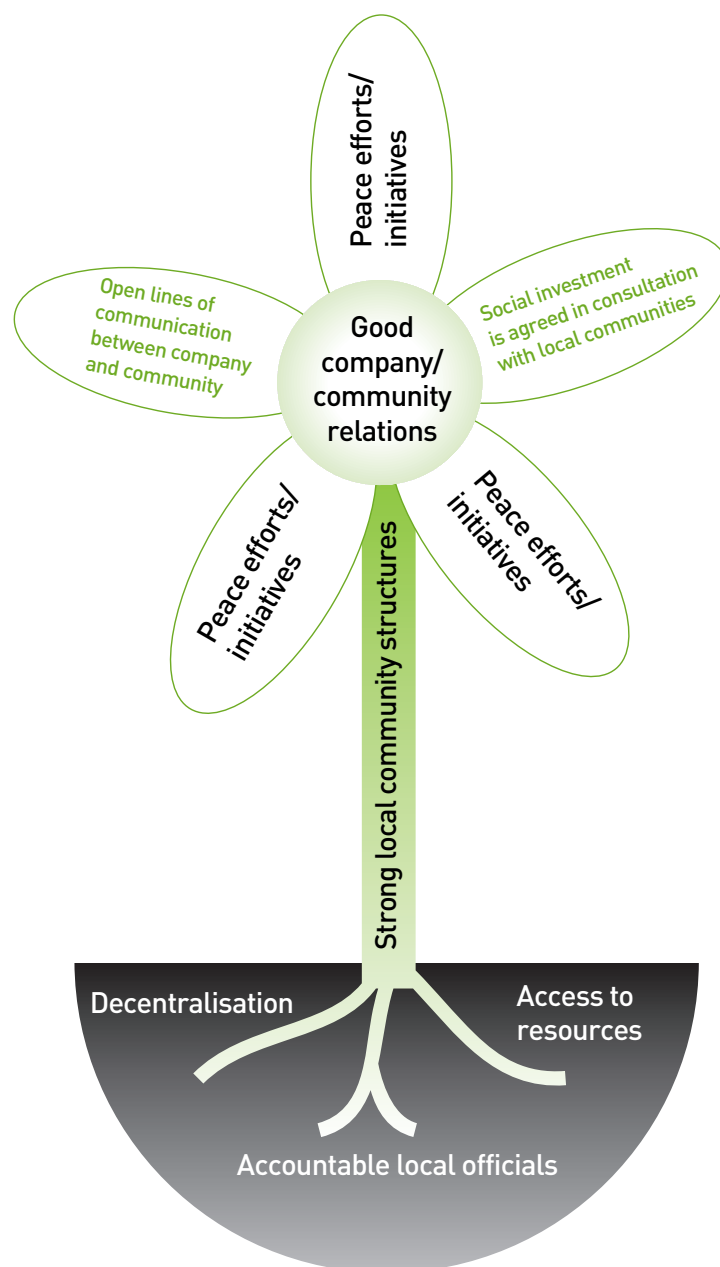 Peace efforts/
initiatives
Open lines of
communication
between company
and community
Social investment
is agreed in consultation
with local communities
Good
company/
community
relations
Peace efforts/
initiatives
Peace efforts/
initiatives
Strong local community structures
Decentralisation
Access to
resources
Accountable local officials